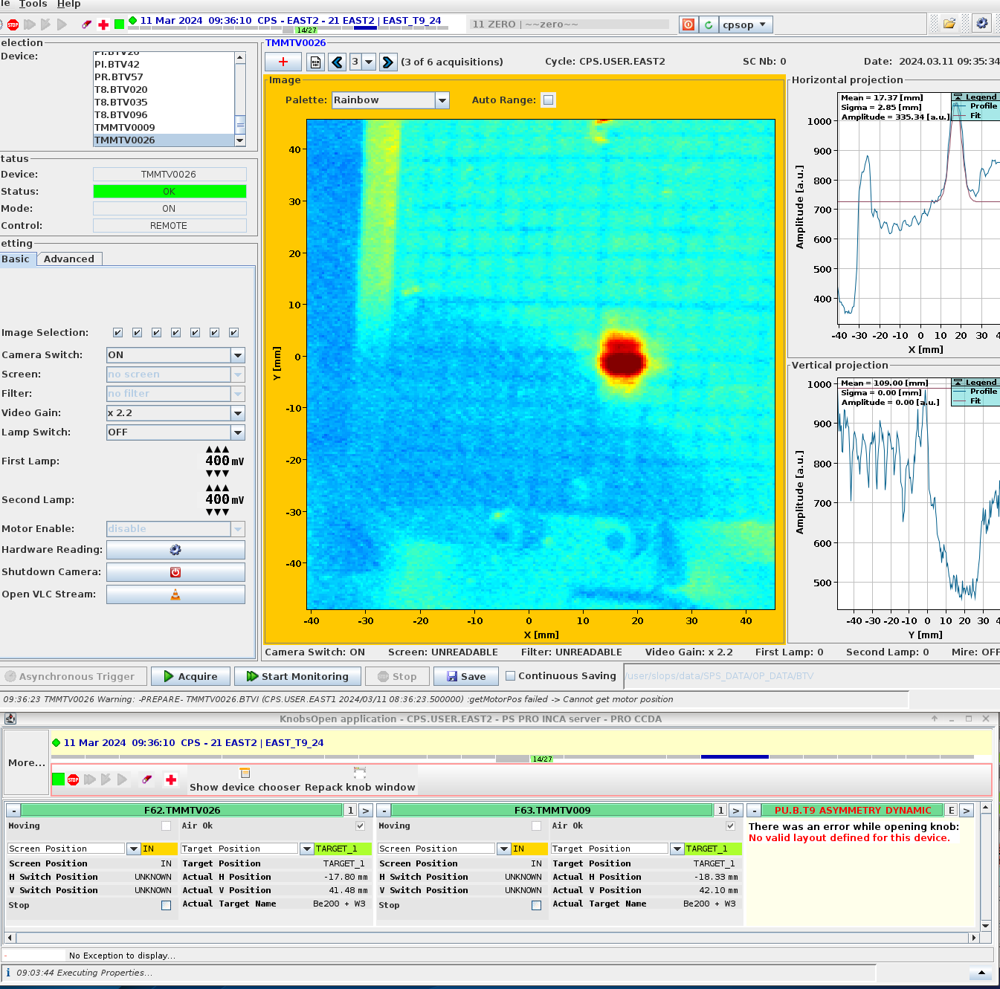 le Tools Help
11 Mar 2024 09:36:10 CPS - EAST2 - 21 EAST2 | EAST_T9_24
14/27
11 ZERO | ~~zero~~
cpsop
election
Device:
PI.BTV26
PI.BTV42
PR.BTV57
T8.BTV020
T8.BTV035
T8.BTV096
TMMTV0009
TMMTV0026
tatus
Device: TMMTV0026
Status: OK
Mode: ON
Control: REMOTE
etting
Basic Advanced
Image Selection:
Camera Switch: ON
Screen: no screen
Filter: no filter
Video Gain: x 2.2
Lamp Switch: OFF
First Lamp: 400 mV
Second Lamp: 400 mV
Motor Enable: disable
Hardware Reading:
Shutdown Camera:
Open VLC Stream:
TMMTV0026
3 (3 of 6 acquisitions) Cycle: CPS.USER.EAST2 SC Nb: 0 Date: 2024.03.11 09:35:34
Image
Palette: Rainbow Auto Range:
40
30
20
10
0
-10
-20
-30
-40
Y [mm]
-40 -30 -20 -10 0 10 20 30 40
X [mm]
Horizontal projection
Mean = 17.37 [mm]
Sigma = 2.85 [mm]
Amplitude = 335.34 [a.u.]
Legend
Profile
Fit
1000
900
800
700
600
500
400
Amplitude [a.u.]
-40 -30 -20 -10 0 10 20 30 4
X [mm]
Vertical projection
Mean = 109.00 [mm]
Sigma = 0.00 [mm]
Amplitude = 0.00 [a.u.]
Legend
Profile
Fit
1000
900
800
700
600
500
Amplitude [a.u.]
-40 -30 -20 -10 0 10 20 30 4
Y [mm]
Camera Switch: ON Screen: UNREADABLE Filter: UNREADABLE Video Gain: x 2.2 First Lamp: 0 Second Lamp: 0 Mire: OFF
Asynchronous Trigger Acquire Start Monitoring Stop Save Continuous Saving /user/slops/data/SPS_DATA/OP_DATA/BTV
09:36:23 TMMTV0026 Warning: -PREPARE- TMMTV0026.BTVI (CPS.USER.EAST1 2024/03/11 08:36:23.500000) :getMotorPos failed -> Cannot get motor position
KnobsOpen application - CPS.USER.EAST2 - PS PRO INCA server - PRO CCDA
More...
11 Mar 2024 09:36:10 CPS - 21 EAST2 | EAST_T9_24
14/27
STOP
Show device chooser Repack knob window
- F62.TMMTV026 1 > - F63.TMMTV009 1 > - PU.B.T9 ASYMMETRY DYNAMIC E >
Moving Air Ok Moving Air Ok
There was an error while opening knob:
No valid layout defined for this device.
Screen Position IN Target Position TARGET_1 Screen Position IN Target Position TARGET_1
Screen Position IN Target Position TARGET_1 Screen Position IN Target Position TARGET_1
H Switch Position UNKNOWN Actual H Position -17.80 mm H Switch Position UNKNOWN Actual H Position -18.33 mm
V Switch Position UNKNOWN Actual V Position 41.48 mm V Switch Position UNKNOWN Actual V Position 42.10 mm
Stop Actual Target Name Be200 + W3 Stop Actual Target Name Be200 + W3
- No Exception to display...
09:03:44 Executing Properties...